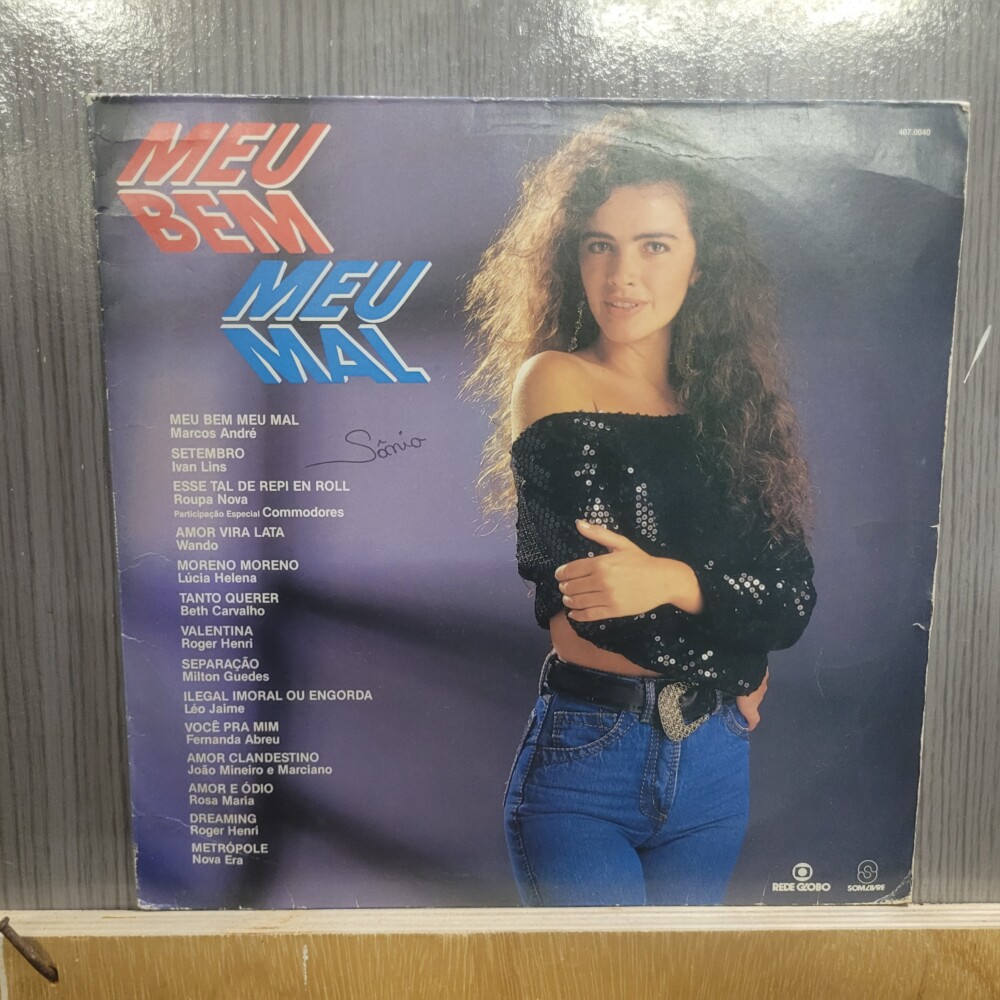 407.0040
MEU
BEM
MEU
MAL
MEU BEM MEU MAL
Marcos André
Sônia
SETEMBRO
Ivan Lins
ESSE TAL DE REPI EN ROLL
Roupa Nova
Participação Especial Commodores
AMOR VIRA LATA
Wando
MORENO MORENO
Lúcia Helena
TANTO QUERER
Beth Carvalho
VALENTINA
Roger Henri
SEPARAÇÃO
Milton Guedes
ILEGAL IMORAL OU ENGORDA
Léo Jaime
VOCÊ PRA MIM
Fernanda Abreu
AMOR CLANDESTINO
João Mineiro e Marciano
AMOR E ÓDIO
Rosa Maria
DREAMING
Roger Henri
METRÓPOLE
Nova Era
REDE GLOBO
SOM LIVRE